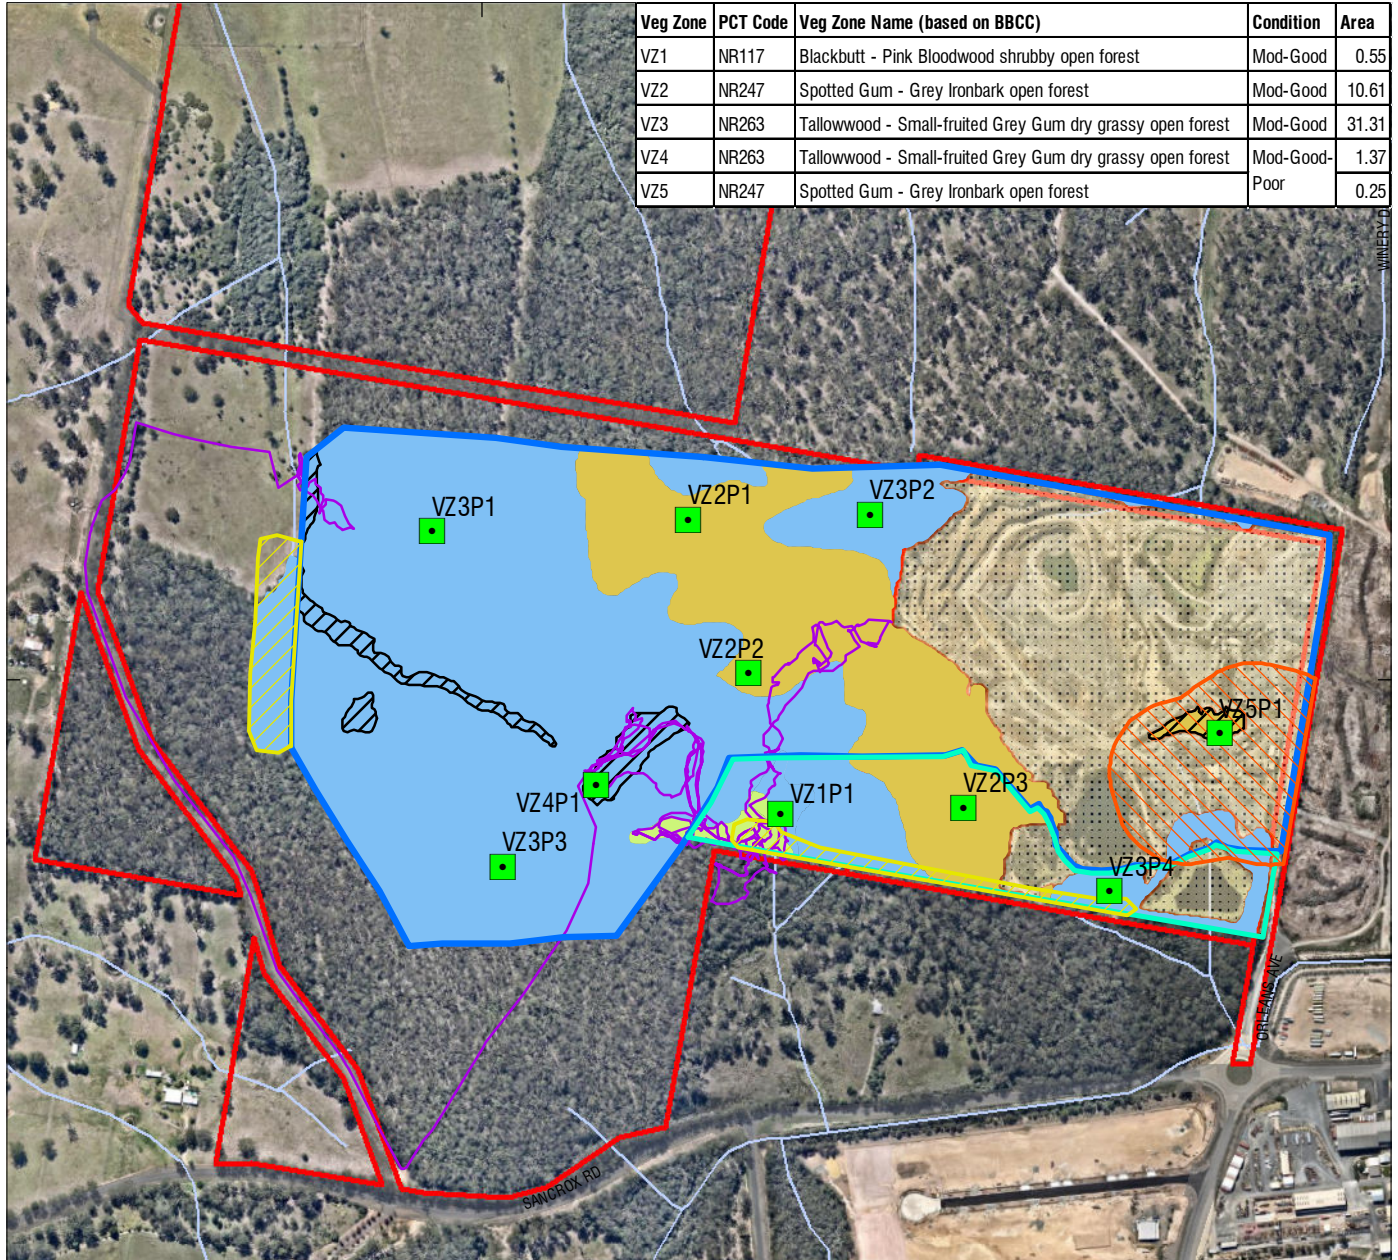 Veg Zone PCT Code Veg Zone Name (based on BBCC) Condition Area
VZ1 NR117 Blackbutt - Pink Bloodwood shrubby open forest Mod-Good 0.55
VZ2 NR247 Spotted Gum - Grey Ironbark open forest Mod-Good 10.61
VZ3 NR263 Tallowwood - Small-fruited Grey Gum dry grassy open forest Mod-Good 31.31
VZ4 NR263 Tallowwood - Small-fruited Grey Gum dry grassy open forest Mod-Good- 1.37
VZ5 NR247 Spotted Gum - Grey Ironbark open forest Poor 0.25
WINERY D
VZ3P1
VZ2P1
VZ3P2
VZ2P2
VZ5P1
VZ4P1
VZ1P1
VZ2P3
VZ3P3
VZ3P4
ORLEANS AVE
SANCROX RD